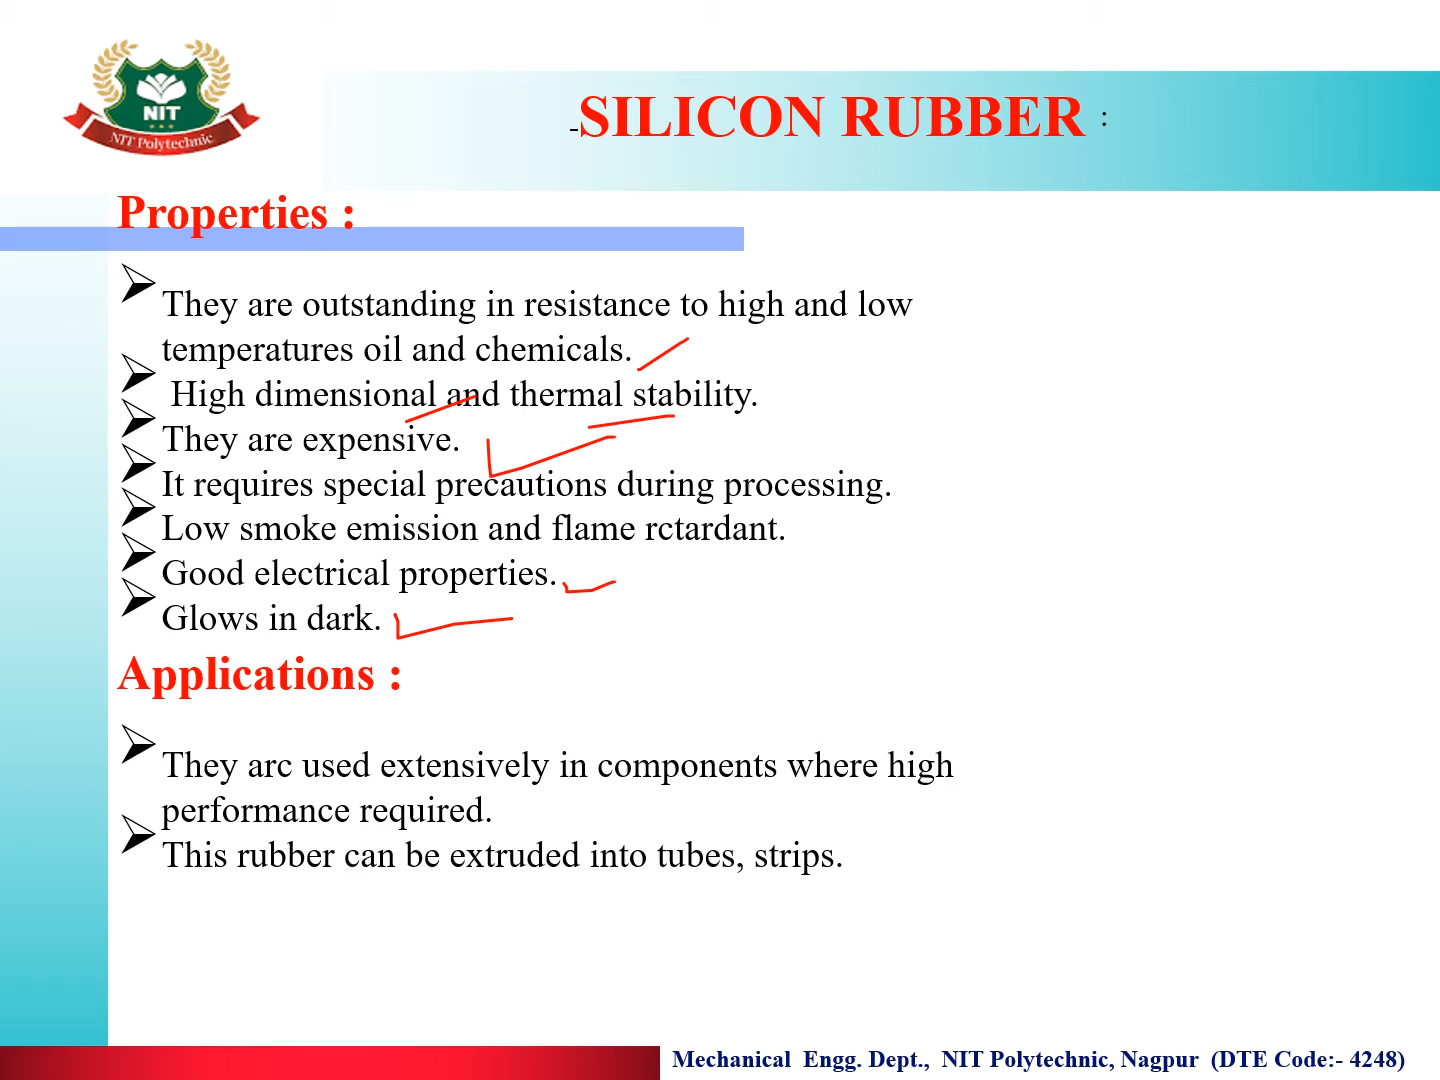 NIT
NIT Polytechnic
-SILICON RUBBER :
Properties :
They are outstanding in resistance to high and low
temperatures oil and chemicals.
High dimensional and thermal stability.
They are expensive.
It requires special precautions during processing.
Low smoke emission and flame rctardant.
Good electrical properties.
Glows in dark.
Applications :
They arc used extensively in components where high
performance required.
This rubber can be extruded into tubes, strips.
Mechanical Engg. Dept., NIT Polytechnic, Nagpur (DTE Code:- 4248)